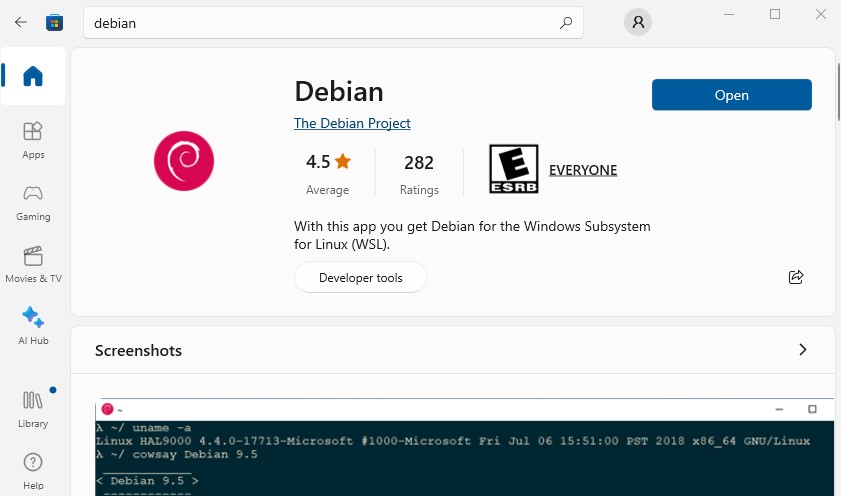 debian
Debian
Open
The Debian Project
4.5
282
Average
Ratings
E
ESRB
EVERYONE
With this app you get Debian for the Windows Subsystem
for Linux (WSL).
Developer tools
Apps
Gaming
Movies & TV
AI Hub
Library
Help
Screenshots
~
λ ~/ uname -a
Linux HAL9000 4.4.0-17713-Microsoft #1000-Microsoft Fri Jul 06 15:51:00 PST 2018 x86_64 GNU/Linux
λ ~/ cowsay Debian 9.5
____________
< Debian 9.5 >
------------